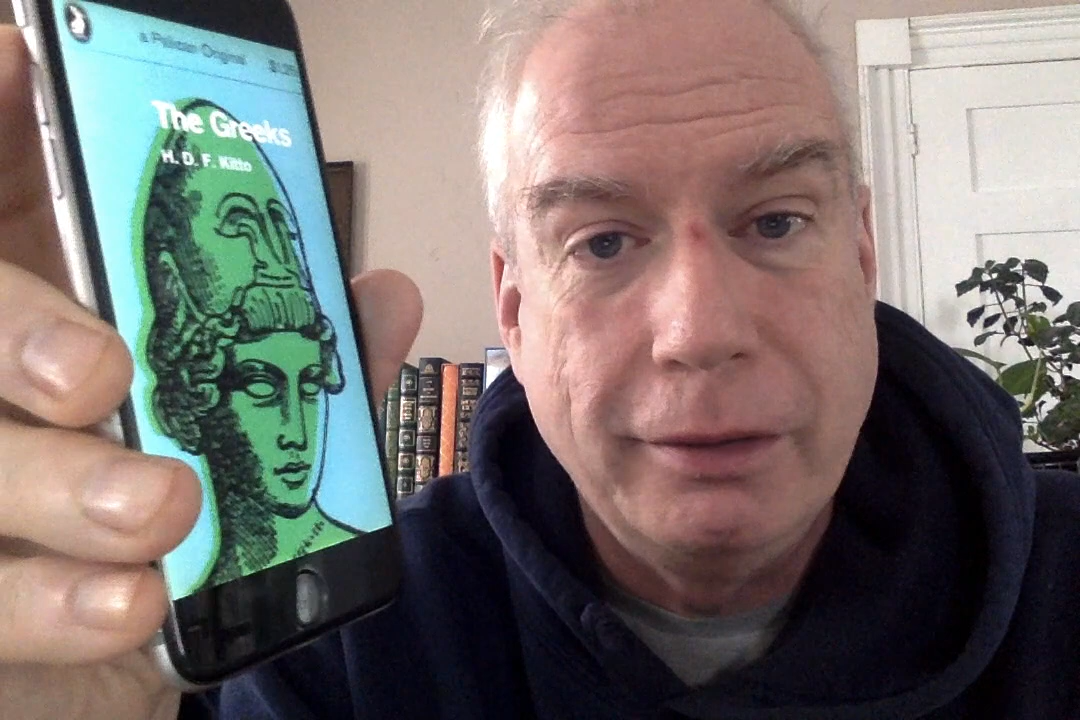 a Pelican Original
The Greeks
H. D. F. Kitto